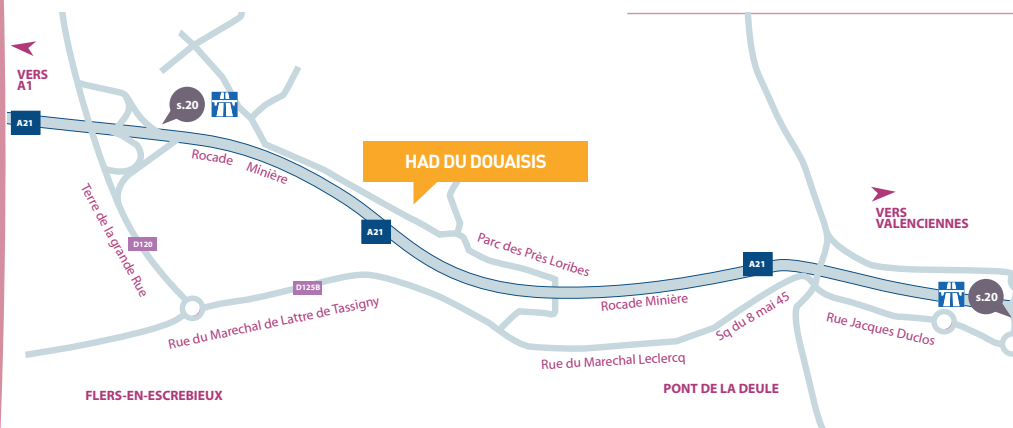 VERS
A1
A21
s.20
Rocade Minière
HAD DU DOUAISIS
VERS
VALENCIENNES
Terre de la grande Rue
D120
A21
Parc des Près Loribes
A21
s.20
D125B
Rue du Marechal de Lattre de Tassigny
Rocade Minière
Sq du 8 mai 45
Rue Jacques Duclos
Rue du Marechal Leclercq
FLERS-EN-ESCREBIEUX
PONT DE LA DEULE